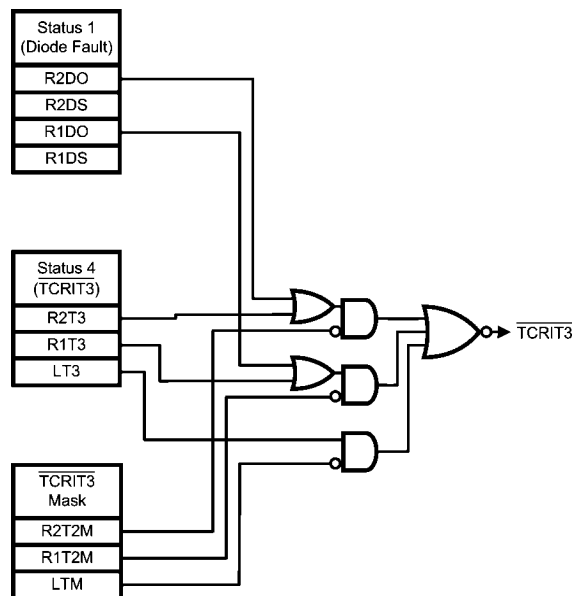 Status 1
(Diode Fault)
R2DO
R2DS
R1DO
R1DS
Status 4
(TCRIT3)
R2T3
R1T3
LT3
TCRIT3
TCRIT3
Mask
R2T2M
R1T2M
LTM